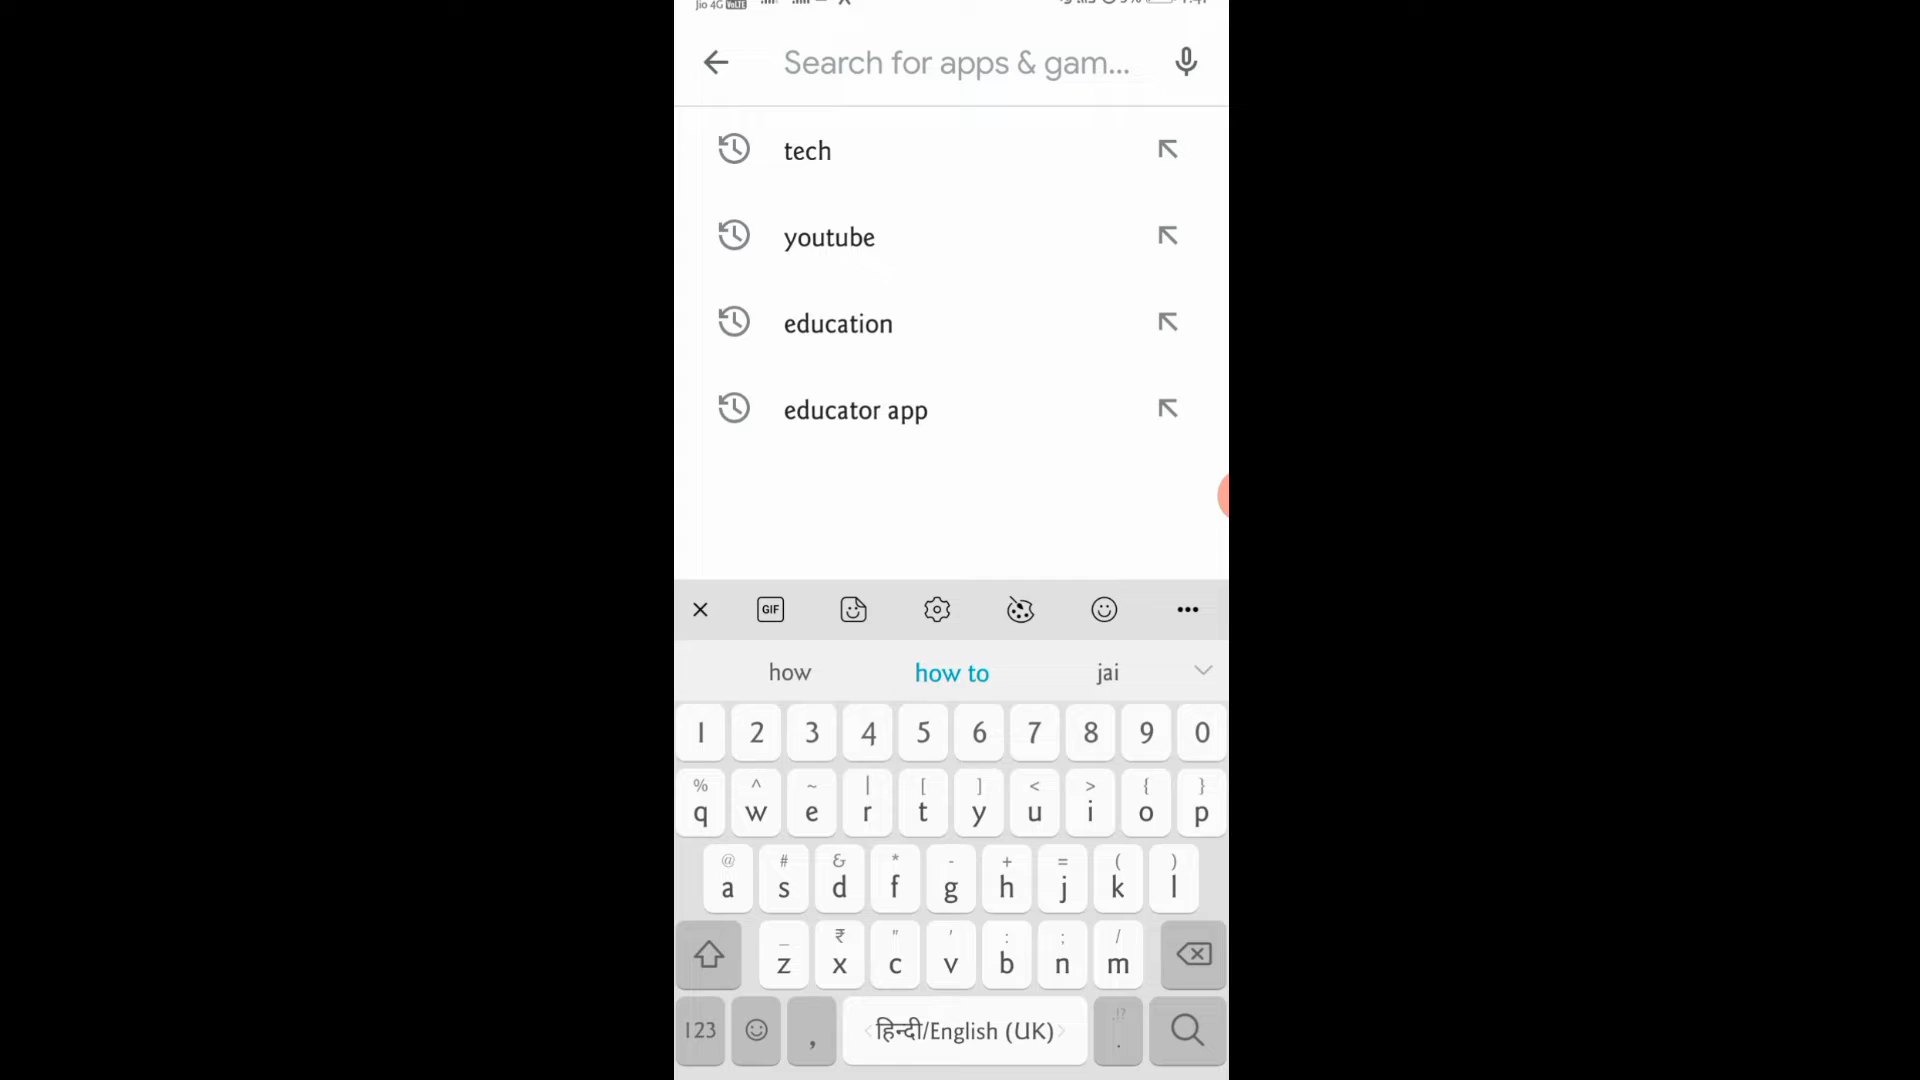 Jio 4G VoLTE
Search for apps & gam...
tech
youtube
education
educator app
GIF
how how to jai
1 2 3 4 5 6 7 8 9 0
% ^ ~ | [ ] < > { }
q w e r t y u i o p
@ # & * - + = ( )
a s d f g h j k l
_ ₹ " ' : ; /
z x c v b n m
123 , हिन्दी/English (UK) .!? .